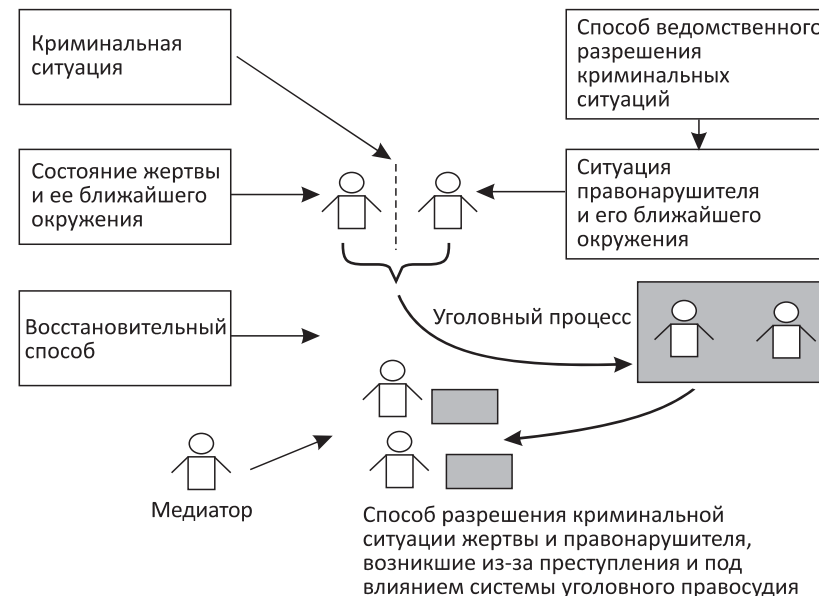 Криминальная
ситуация
Способ ведомственного
разрешения
криминальных
ситуаций
Состояние жертвы
и ее ближайшего
окружения
Ситуация
правонарушителя
и его ближайшего
окружения
Восстановительный
способ
Уголовный процесс
Медиатор
Способ разрешения криминальной
ситуации жертвы и правонарушителя,
возникшие из-за преступления и под
влиянием системы уголовного правосудия